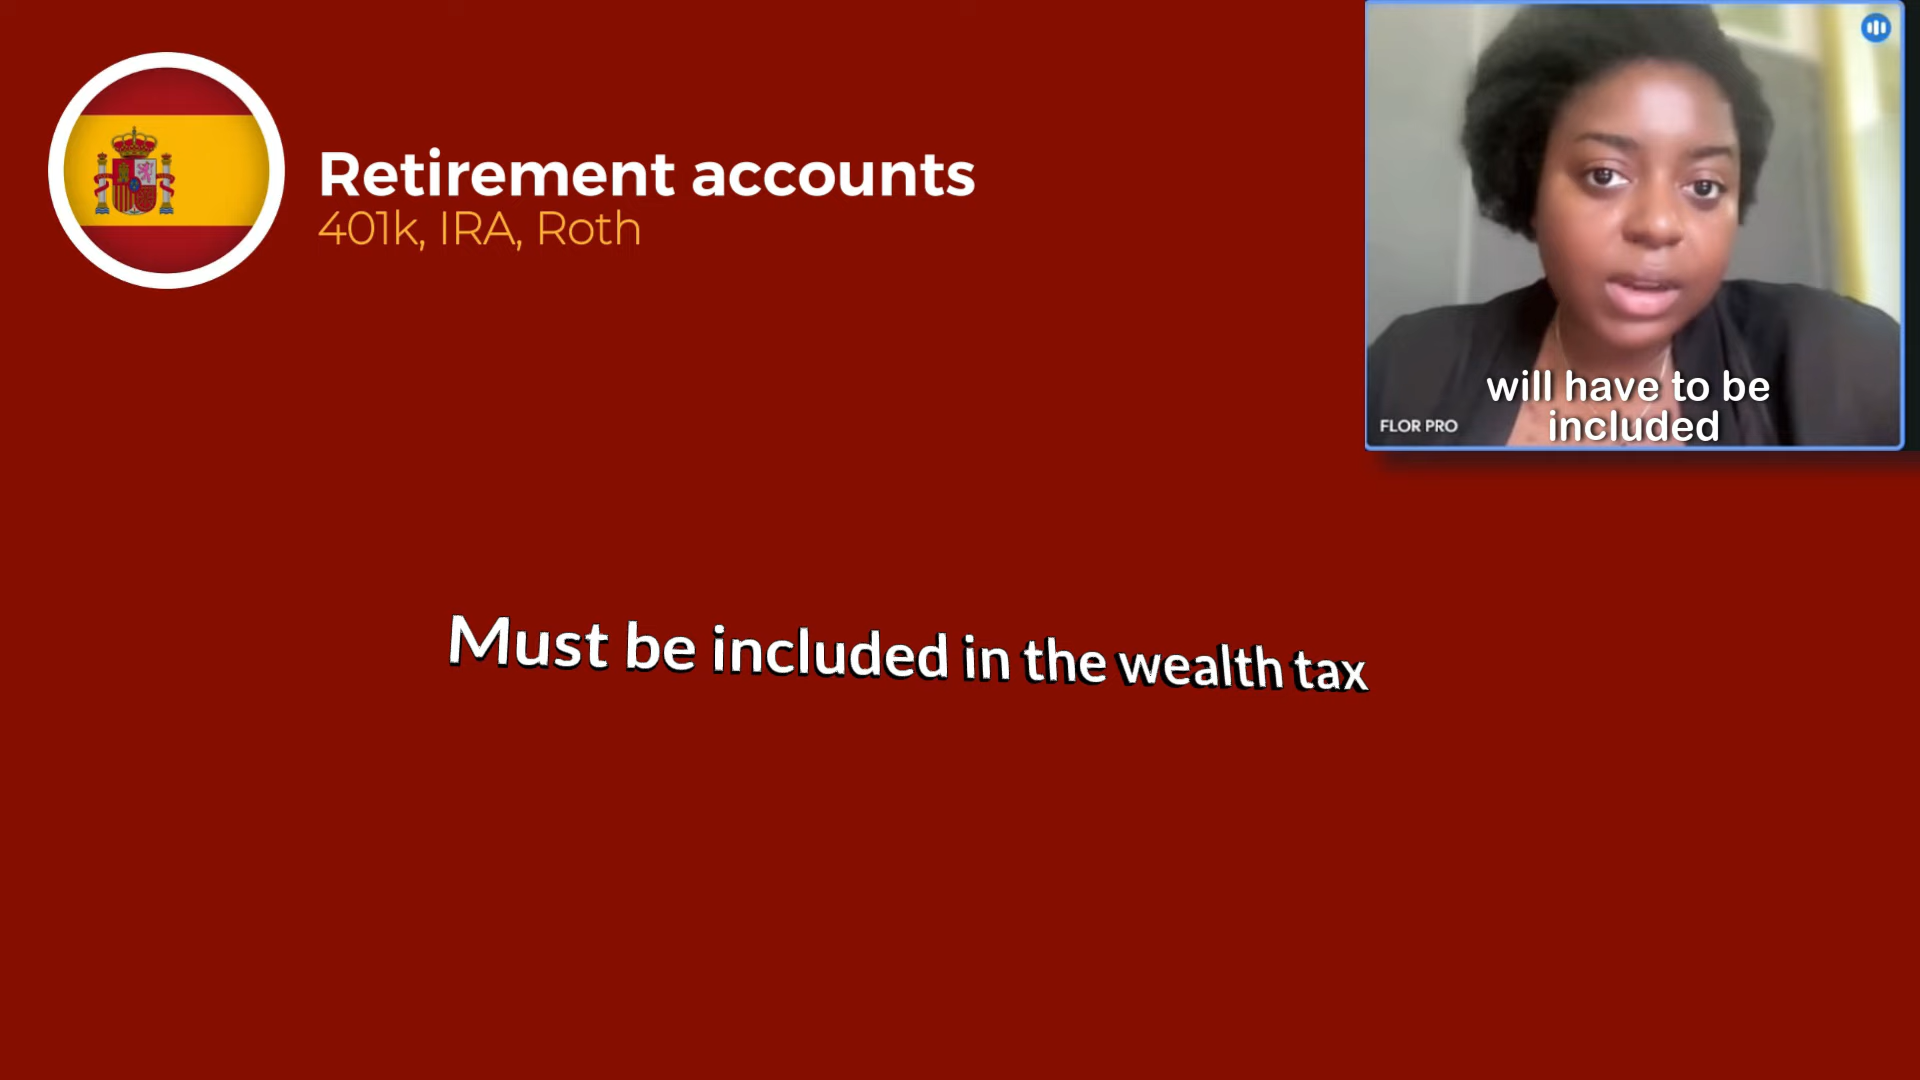 Retirement accounts
401k, IRA, Roth
will have to be
included
FLOR PRO
Must be included in the wealth tax